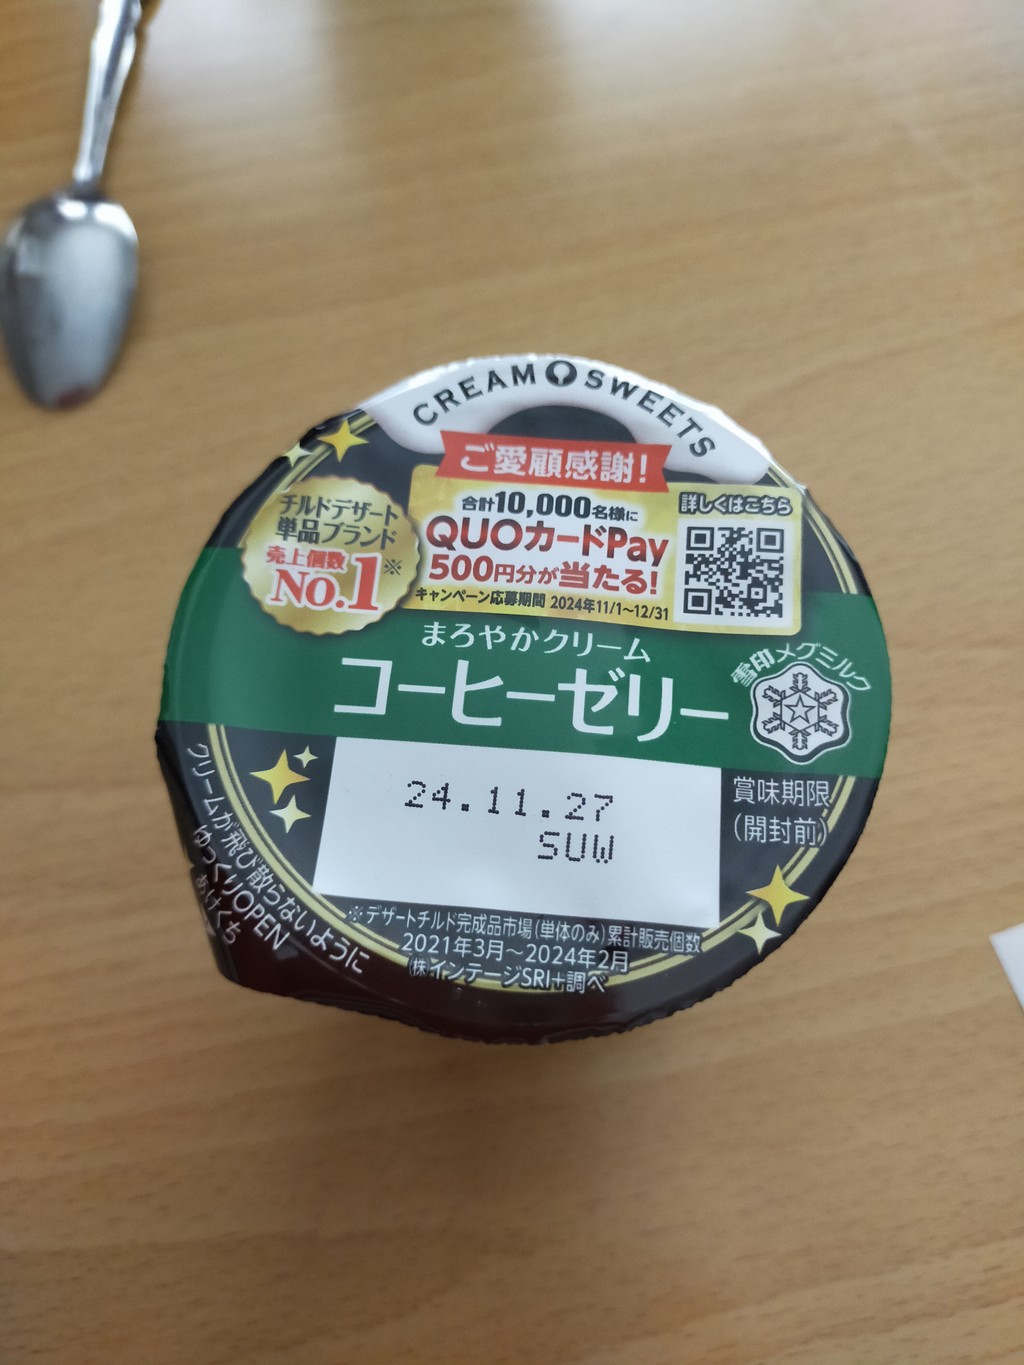 CREAM SWEETS
ご愛顧感謝!
チルドデザート
単品ブランド
売上個数
No.1※
合計10,000名様に
QUOカードPay
500円分が当たる!
キャンペーン応募期間 2024年11/1〜12/31
詳しくはこちら
まろやかクリーム
コーヒーゼリー
雪印メグミルク
24.11.27
SUW
賞味期限
(開封前)
クリームが飛び散らないように
ゆっくりOPEN
あけくち
※デザートチルド完成品市場(単体のみ)累計販売個数
2021年3月〜2024年2月
(株)インテージSRI+調べ